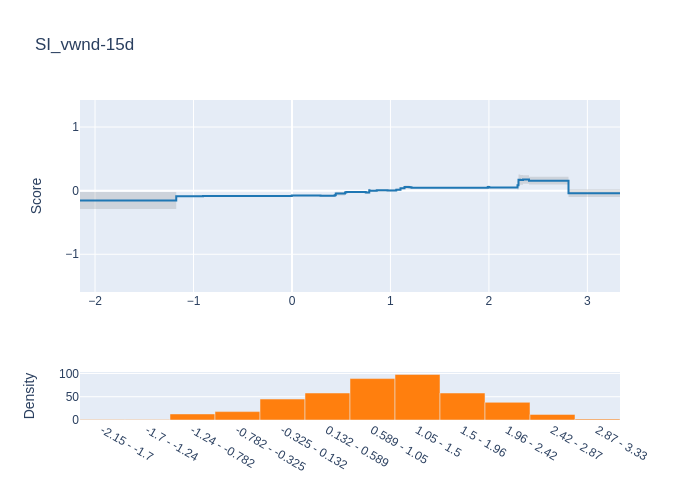 SI_vwnd-15d
Score
1
0
−1
−2
−1
0
1
2
3
Density
100
50
0
-2.15 - -1.7
-1.7 - -1.24
-1.24 - -0.782
-0.782 - -0.325
-0.325 - 0.132
0.132 - 0.589
0.589 - 1.05
1.05 - 1.5
1.5 - 1.96
1.96 - 2.42
2.42 - 2.87
2.87 - 3.33